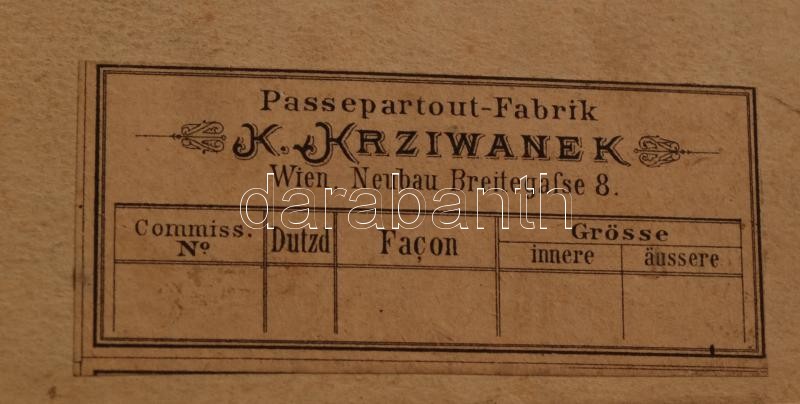 Passepartout-Fabrik
K. KRZIWANEK
Wien, Neubau Breitegaſse 8.
Commiss. Nº
Dutzd
Façon
Grösse
innere
äussere
darabanth